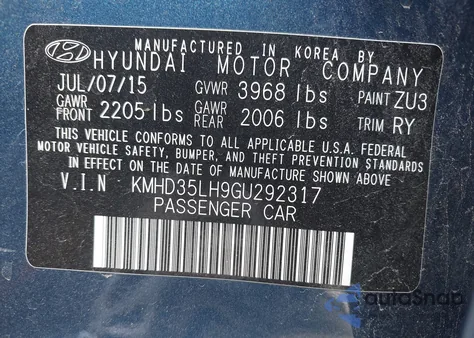 MANUFACTURED IN KOREA BY
HYUNDAI MOTOR COMPANY
JUL/07/15 GVWR 3968 lbs PAINT ZU3
GAWR FRONT 2205 lbs GAWR REAR 2006 lbs TRIM RY
THIS VEHICLE CONFORMS TO ALL APPLICABLE U.S.A. FEDERAL
MOTOR VEHICLE SAFETY, BUMPER, AND THEFT PREVENTION STANDARDS
IN EFFECT ON THE DATE OF MANUFACTURE SHOWN ABOVE.
V.I.N KMHD35LH9GU292317
PASSENGER CAR
autoSnap